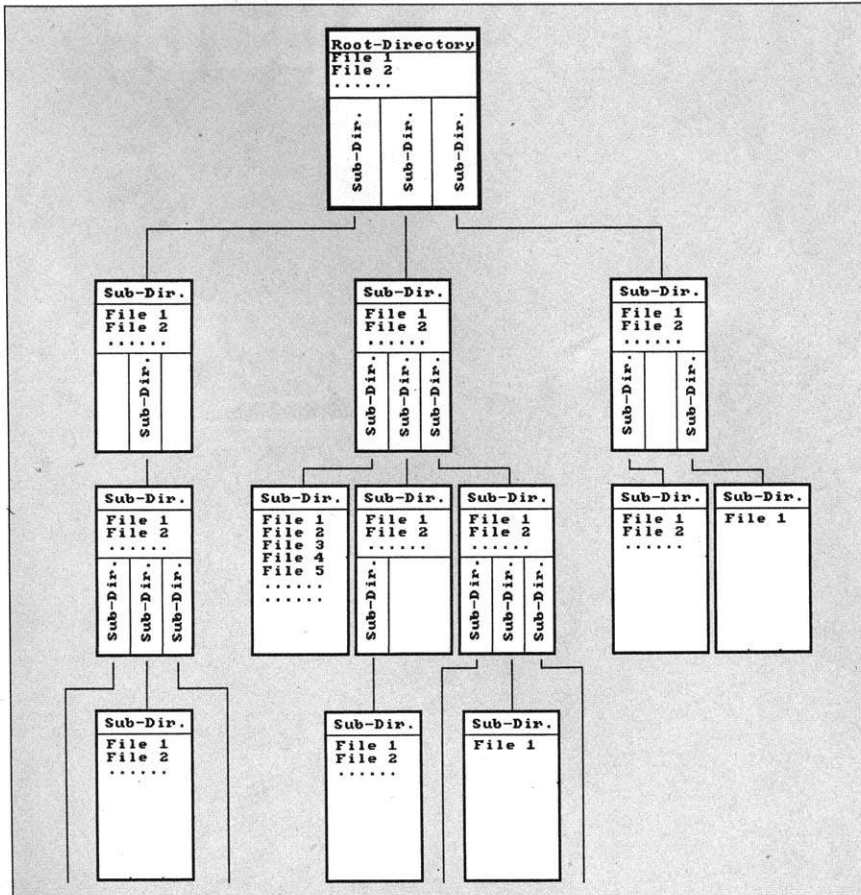 Root-Directory
File 1
File 2
......
Sub-Dir.
Sub-Dir.
Sub-Dir.
Sub-Dir.
File 1
File 2
......
Sub-Dir.
Sub-Dir.
File 1
File 2
......
Sub-Dir.
Sub-Dir.
Sub-Dir.
Sub-Dir.
File 1
File 2
......
Sub-Dir.
Sub-Dir.
Sub-Dir.
File 1
File 2
......
Sub-Dir.
Sub-Dir.
Sub-Dir.
Sub-Dir.
File 1
File 2
File 3
File 4
File 5
......
......
Sub-Dir.
File 1
File 2
......
Sub-Dir.
Sub-Dir.
File 1
File 2
......
Sub-Dir.
Sub-Dir.
Sub-Dir.
Sub-Dir.
File 1
File 2
......
Sub-Dir.
File 1
Sub-Dir.
File 1
File 2
......
Sub-Dir.
File 1
File 2
......
Sub-Dir.
File 1